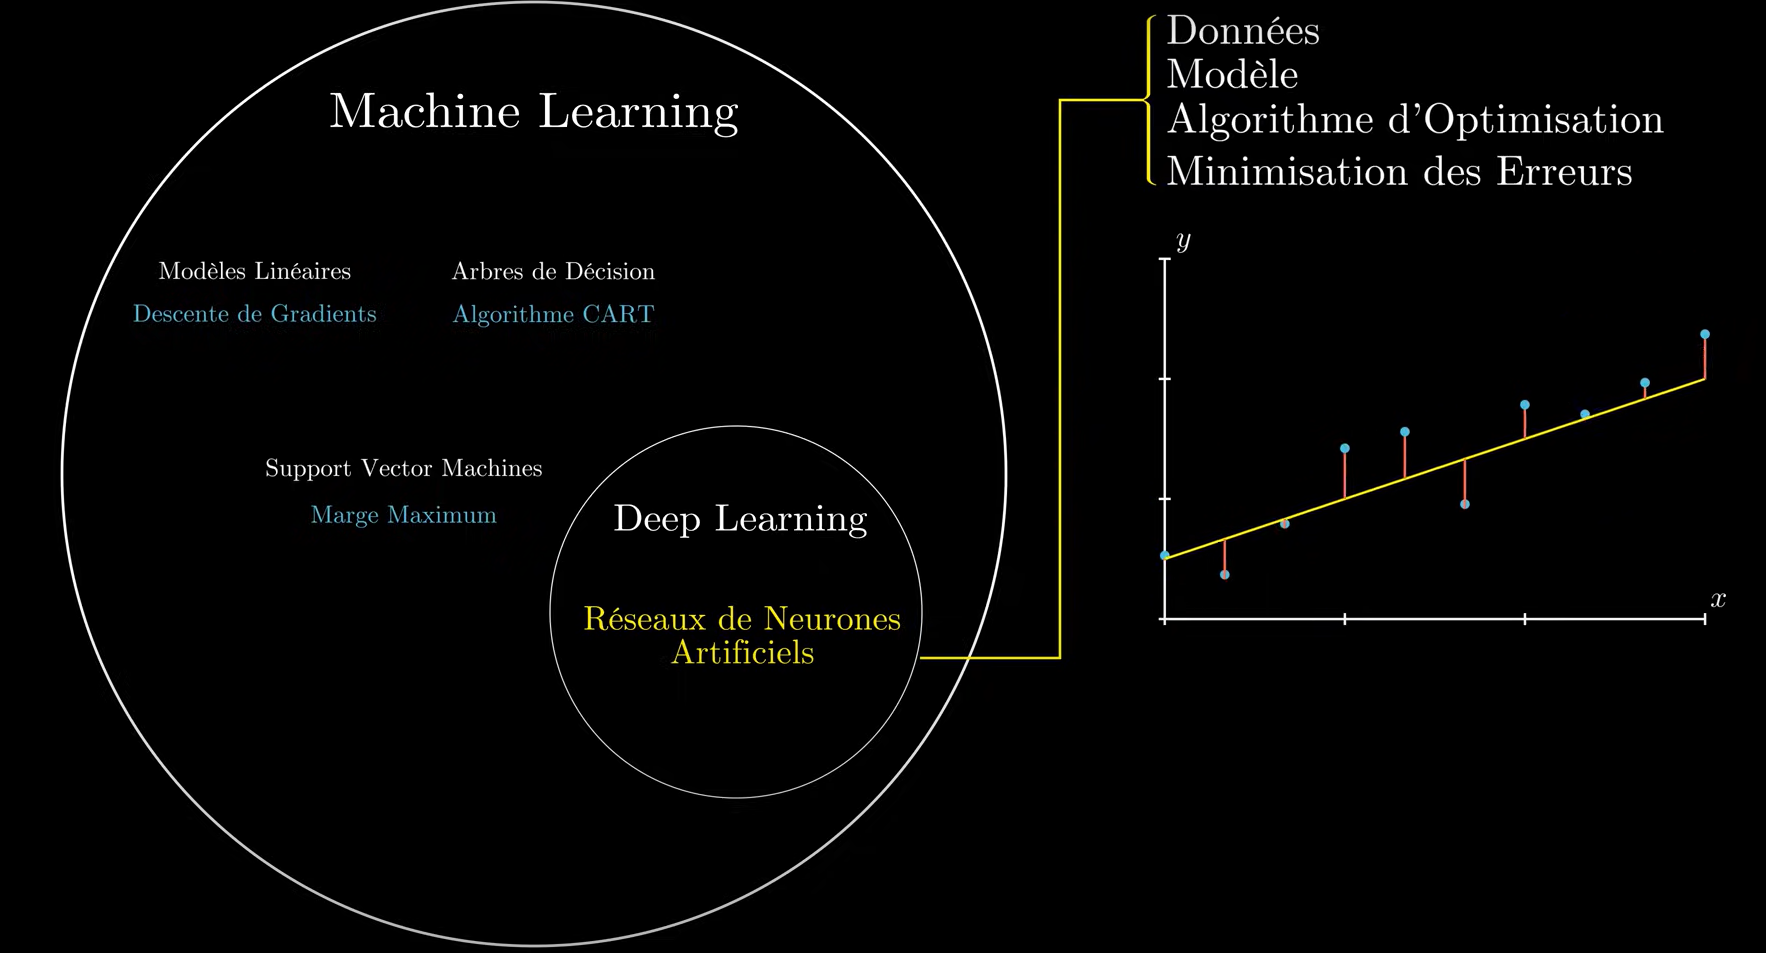 Machine Learning
Modèles Linéaires
Descente de Gradients
Arbres de Décision
Algorithme CART
Support Vector Machines
Marge Maximum
Deep Learning
Réseaux de Neurones
Artificiels
Données
Modèle
Algorithme d'Optimisation
Minimisation des Erreurs
y
x